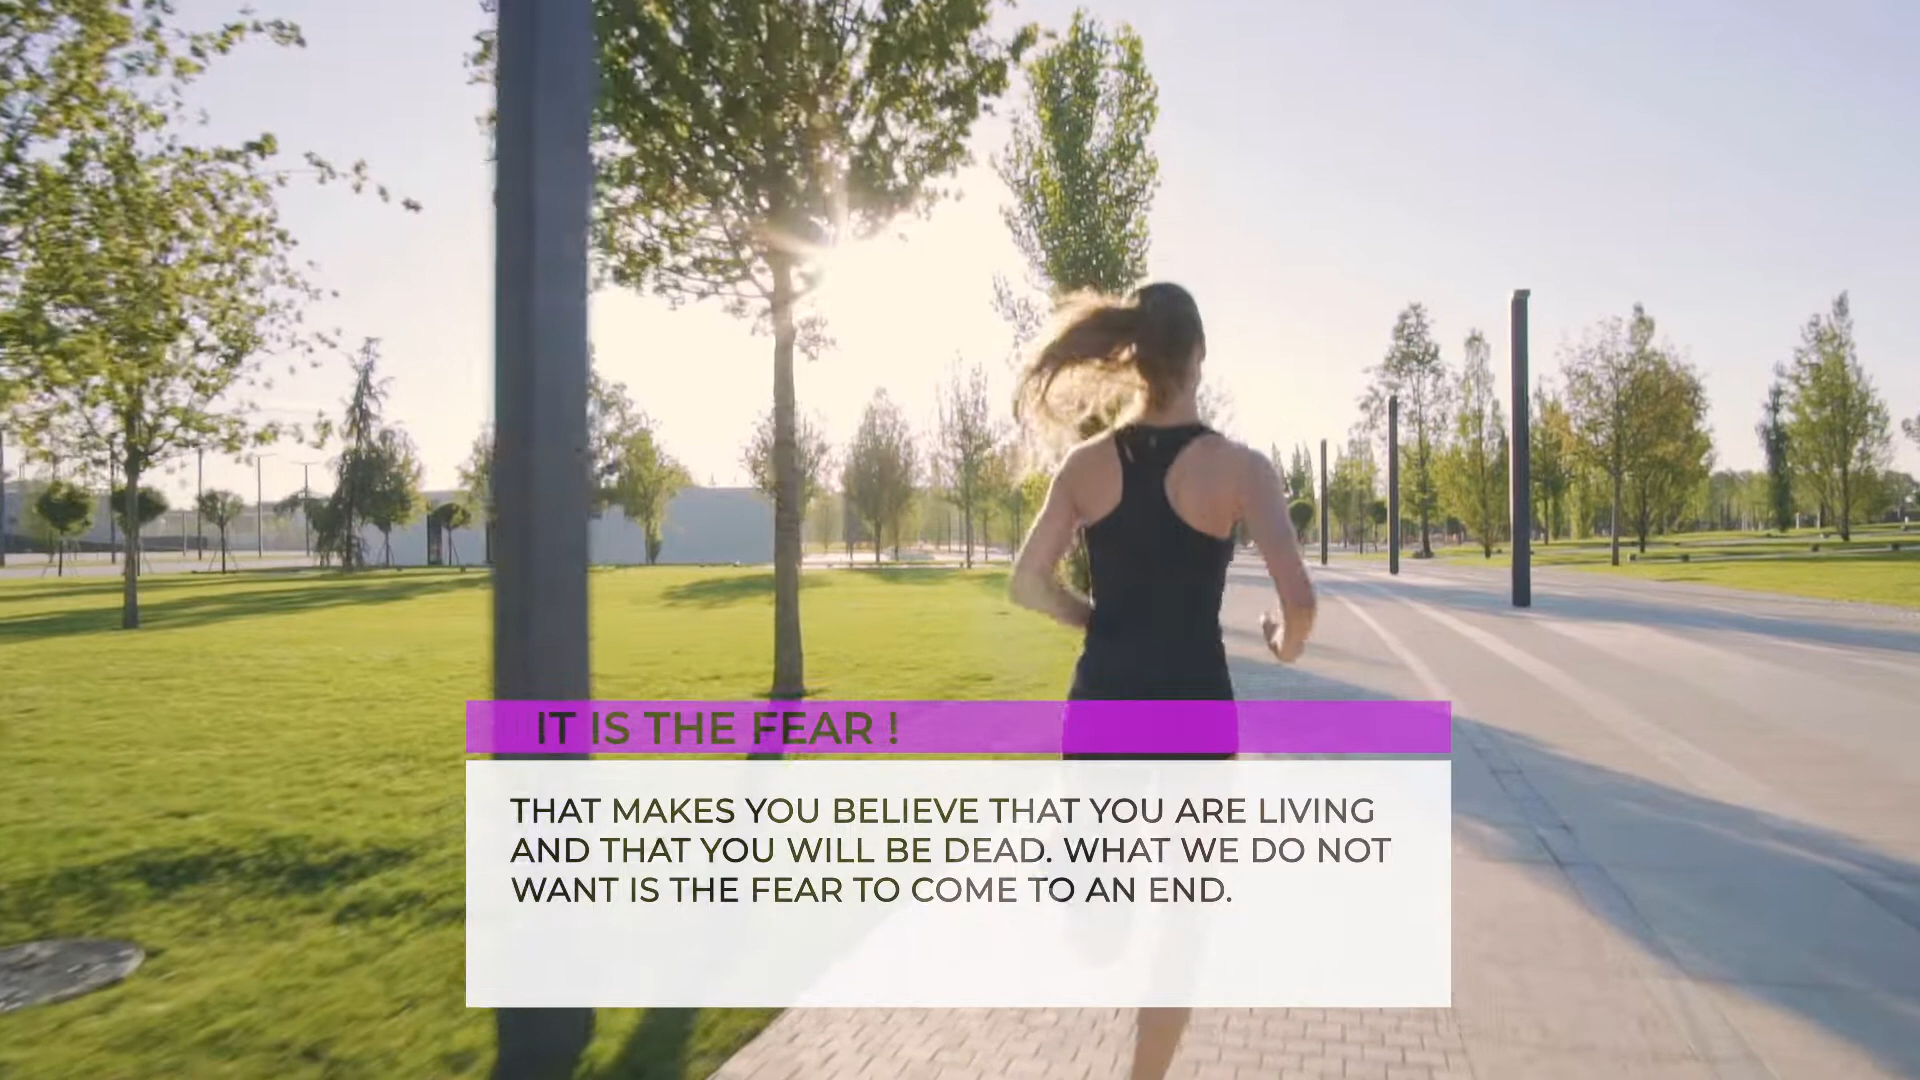 IT IS THE FEAR !
THAT MAKES YOU BELIEVE THAT YOU ARE LIVING
AND THAT YOU WILL BE DEAD. WHAT WE DO NOT
WANT IS THE FEAR TO COME TO AN END.